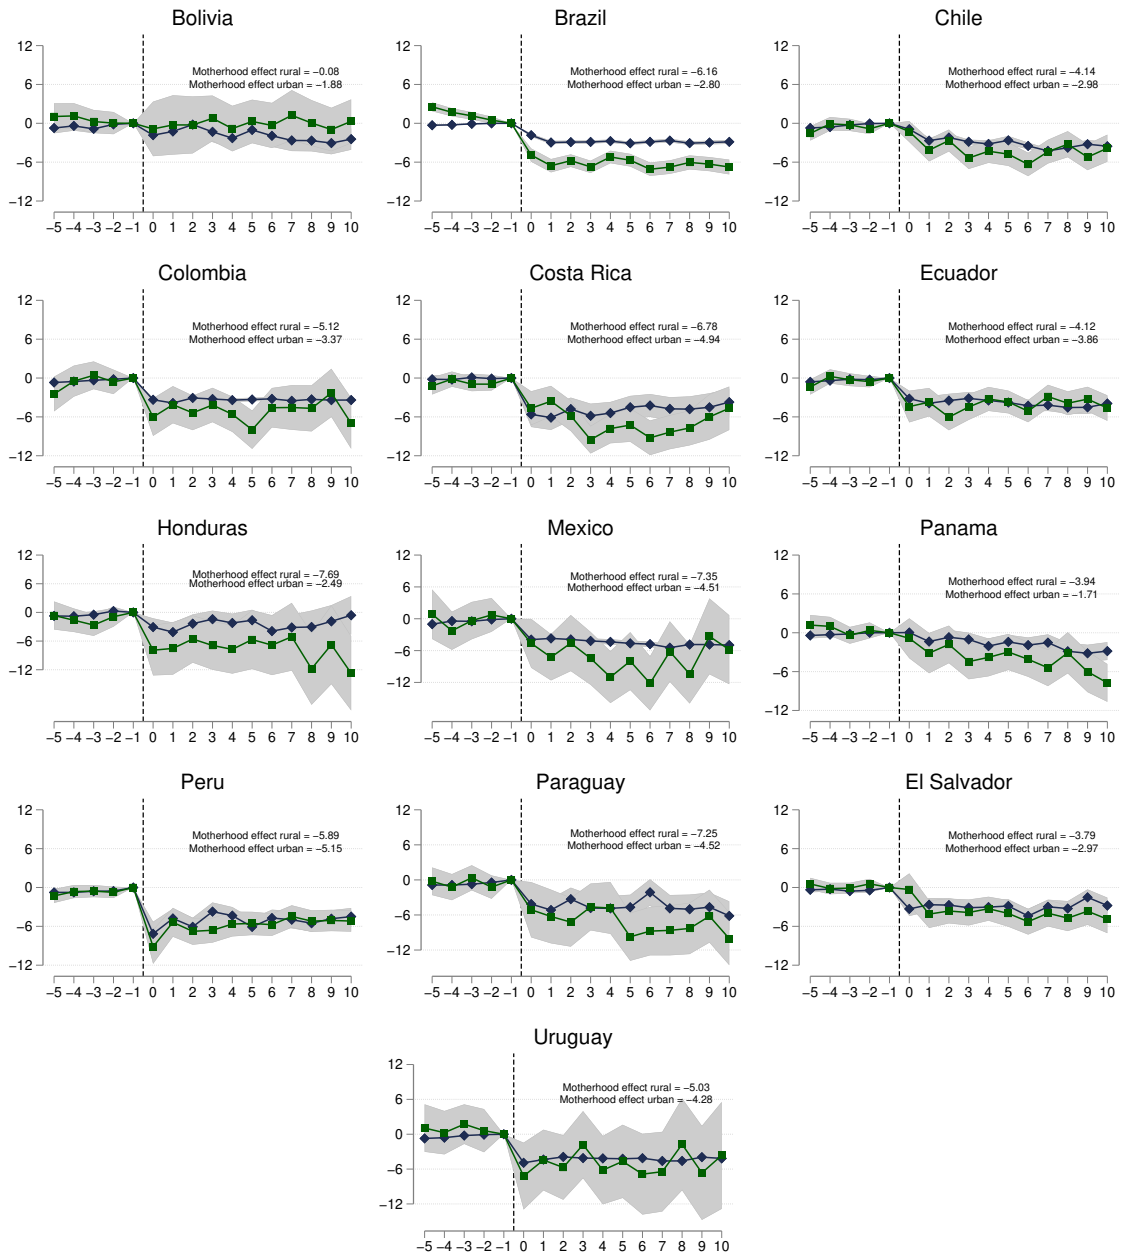 Bolivia
12
6
0
−6
−12
Motherhood effect rural = −0.08
Motherhood effect urban = −1.88
−5 −4 −3 −2 −1 0 1 2 3 4 5 6 7 8 9 10
Brazil
12
6
0
−6
−12
Motherhood effect rural = −6.16
Motherhood effect urban = −2.80
−5 −4 −3 −2 −1 0 1 2 3 4 5 6 7 8 9 10
Chile
12
6
0
−6
−12
Motherhood effect rural = −4.14
Motherhood effect urban = −2.98
−5 −4 −3 −2 −1 0 1 2 3 4 5 6 7 8 9 10
Colombia
12
6
0
−6
−12
Motherhood effect rural = −5.12
Motherhood effect urban = −3.37
−5 −4 −3 −2 −1 0 1 2 3 4 5 6 7 8 9 10
Costa Rica
12
6
0
−6
−12
Motherhood effect rural = −6.78
Motherhood effect urban = −4.94
−5 −4 −3 −2 −1 0 1 2 3 4 5 6 7 8 9 10
Ecuador
12
6
0
−6
−12
Motherhood effect rural = −4.12
Motherhood effect urban = −3.86
−5 −4 −3 −2 −1 0 1 2 3 4 5 6 7 8 9 10
Honduras
12
6
0
−6
−12
Motherhood effect rural = −7.69
Motherhood effect urban = −2.49
−5 −4 −3 −2 −1 0 1 2 3 4 5 6 7 8 9 10
Mexico
12
6
0
−6
−12
Motherhood effect rural = −7.35
Motherhood effect urban = −4.51
−5 −4 −3 −2 −1 0 1 2 3 4 5 6 7 8 9 10
Panama
12
6
0
−6
−12
Motherhood effect rural = −3.94
Motherhood effect urban = −1.71
−5 −4 −3 −2 −1 0 1 2 3 4 5 6 7 8 9 10
Peru
12
6
0
−6
−12
Motherhood effect rural = −5.89
Motherhood effect urban = −5.15
−5 −4 −3 −2 −1 0 1 2 3 4 5 6 7 8 9 10
Paraguay
12
6
0
−6
−12
Motherhood effect rural = −7.25
Motherhood effect urban = −4.52
−5 −4 −3 −2 −1 0 1 2 3 4 5 6 7 8 9 10
El Salvador
12
6
0
−6
−12
Motherhood effect rural = −3.79
Motherhood effect urban = −2.97
−5 −4 −3 −2 −1 0 1 2 3 4 5 6 7 8 9 10
Uruguay
12
6
0
−6
−12
Motherhood effect rural = −5.03
Motherhood effect urban = −4.28
−5 −4 −3 −2 −1 0 1 2 3 4 5 6 7 8 9 10